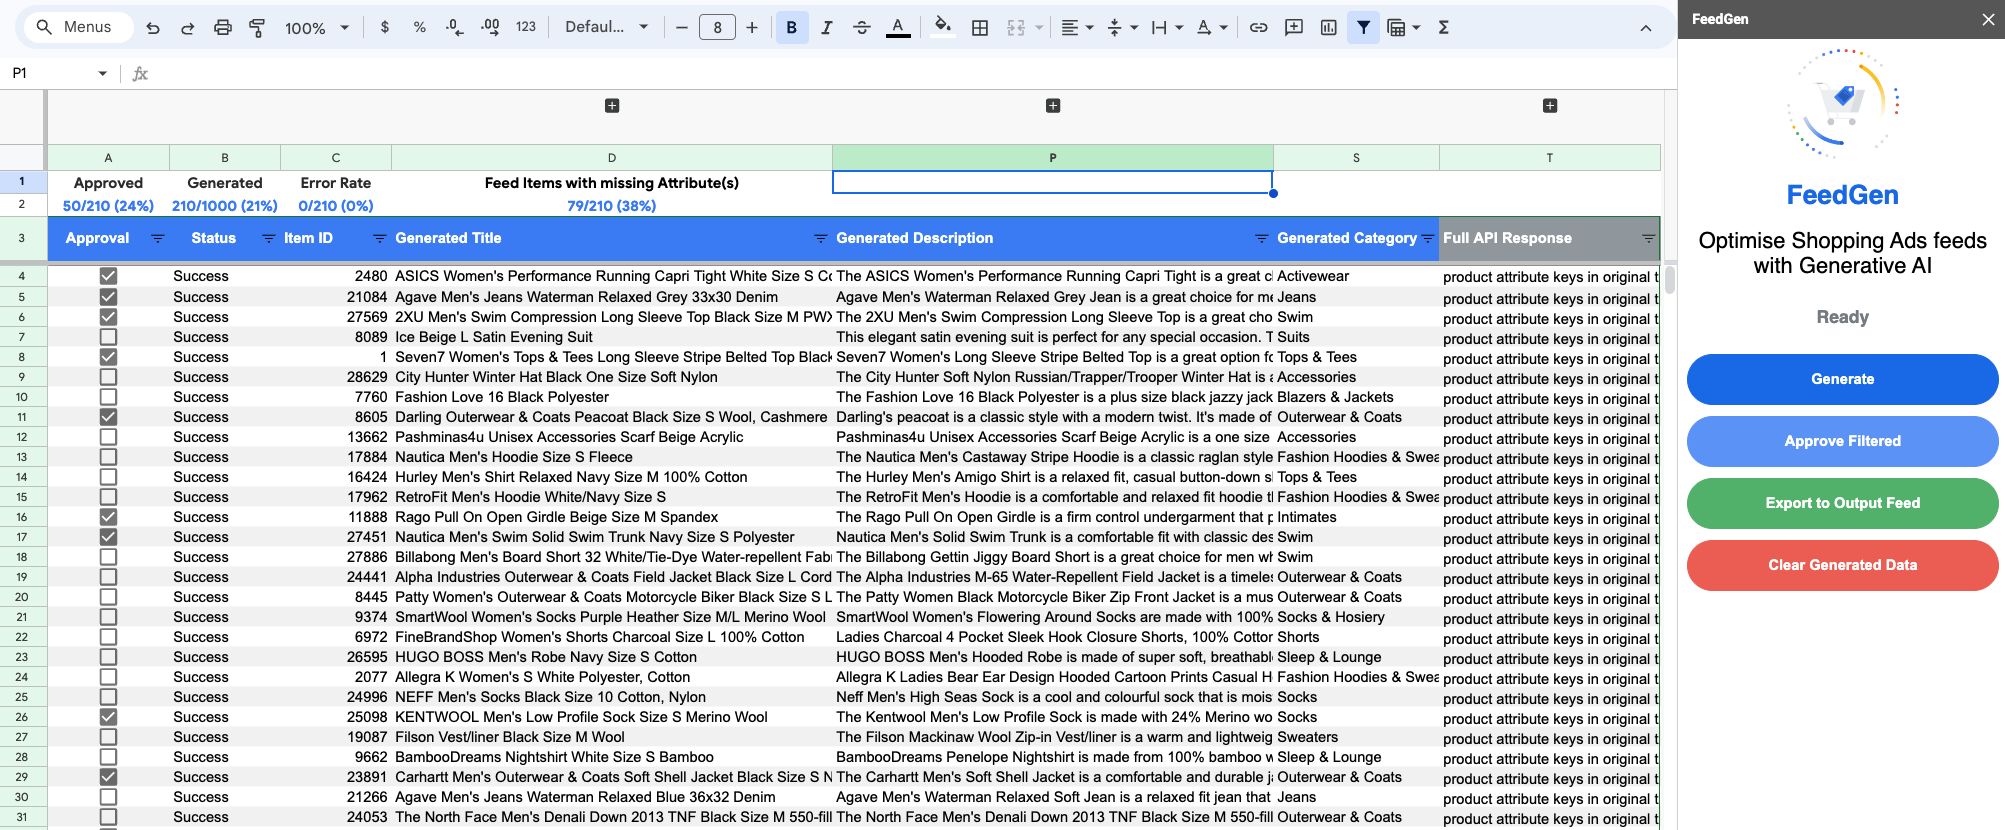 Menus
100%
$
%
.0
.00
123
Defaul...
8
B
I
A
Σ
FeedGen
P1
fx
A B C D P S T
1 Approved Generated Error Rate Feed Items with missing Attribute(s)
2 50/210 (24%) 210/1000 (21%) 0/210 (0%) 79/210 (38%)
3 Approval Status Item ID Generated Title Generated Description Generated Category Full API Response
4 Success 2480 ASICS Women's Performance Running Capri Tight White Size S Co The ASICS Women's Performance Running Capri Tight is a great cl Activewear product attribute keys in original t
5 Success 21084 Agave Men's Jeans Waterman Relaxed Grey 33x30 Denim Agave Men's Waterman Relaxed Grey Jean is a great choice for me Jeans product attribute keys in original t
6 Success 27569 2XU Men's Swim Compression Long Sleeve Top Black Size M PWX The 2XU Men's Swim Compression Long Sleeve Top is a great cho Swim product attribute keys in original t
7 Success 8089 Ice Beige L Satin Evening Suit This elegant satin evening suit is perfect for any special occasion. T Suits product attribute keys in original t
8 Success 1 Seven7 Women's Tops & Tees Long Sleeve Stripe Belted Top Black Seven7 Women's Long Sleeve Stripe Belted Top is a great option fo Tops & Tees product attribute keys in original t
9 Success 28629 City Hunter Winter Hat Black One Size Soft Nylon The City Hunter Soft Nylon Russian/Trapper/Trooper Winter Hat is a Accessories product attribute keys in original t
10 Success 7760 Fashion Love 16 Black Polyester The Fashion Love 16 Black Polyester is a plus size black jazzy jack Blazers & Jackets product attribute keys in original t
11 Success 8605 Darling Outerwear & Coats Peacoat Black Size S Wool, Cashmere Darling's peacoat is a classic style with a modern twist. It's made of Outerwear & Coats product attribute keys in original t
12 Success 13662 Pashminas4u Unisex Accessories Scarf Beige Acrylic Pashminas4u Unisex Accessories Scarf Beige Acrylic is a one size Accessories product attribute keys in original t
13 Success 17884 Nautica Men's Hoodie Size S Fleece The Nautica Men's Castaway Stripe Hoodie is a classic raglan style Fashion Hoodies & Swea product attribute keys in original t
14 Success 16424 Hurley Men's Shirt Relaxed Navy Size M 100% Cotton The Hurley Men's Amigo Shirt is a relaxed fit, casual button-down s Tops & Tees product attribute keys in original t
15 Success 17962 RetroFit Men's Hoodie White/Navy Size S The RetroFit Men's Hoodie is a comfortable and relaxed fit hoodie t Fashion Hoodies & Swea product attribute keys in original t
16 Success 11888 Rago Pull On Open Girdle Beige Size M Spandex The Rago Pull On Open Girdle is a firm control undergarment that p Intimates product attribute keys in original t
17 Success 27451 Nautica Men's Swim Solid Swim Trunk Navy Size S Polyester Nautica Men's Solid Swim Trunk is a comfortable fit with classic des Swim product attribute keys in original t
18 Success 27886 Billabong Men's Board Short 32 White/Tie-Dye Water-repellent Fab The Billabong Gettin Jiggy Board Short is a great choice for men wh Swim product attribute keys in original t
19 Success 24441 Alpha Industries Outerwear & Coats Field Jacket Black Size L Cord The Alpha Industries M-65 Water-Repellent Field Jacket is a timeles Outerwear & Coats product attribute keys in original t
20 Success 8445 Patty Women's Outerwear & Coats Motorcycle Biker Black Size S L The Patty Women Black Motorcycle Biker Zip Front Jacket is a mus Outerwear & Coats product attribute keys in original t
21 Success 9374 SmartWool Women's Socks Purple Heather Size M/L Merino Wool SmartWool Women's Flowering Around Socks are made with 100% Socks & Hosiery product attribute keys in original t
22 Success 6972 FineBrandShop Women's Shorts Charcoal Size L 100% Cotton Ladies Charcoal 4 Pocket Sleek Hook Closure Shorts, 100% Cotton Shorts product attribute keys in original t
23 Success 26595 HUGO BOSS Men's Robe Navy Size S Cotton HUGO BOSS Men's Hooded Robe is made of super soft, breathabl Sleep & Lounge product attribute keys in original t
24 Success 2077 Allegra K Women's S White Polyester, Cotton Allegra K Ladies Bear Ear Design Hooded Cartoon Prints Casual H Fashion Hoodies & Swea product attribute keys in original t
25 Success 24996 NEFF Men's Socks Black Size 10 Cotton, Nylon Neff Men's High Seas Sock is a cool and colourful sock that is mois Socks product attribute keys in original t
26 Success 25098 KENTWOOL Men's Low Profile Sock Size S Merino Wool The Kentwool Men's Low Profile Sock is made with 24% Merino wo Socks product attribute keys in original t
27 Success 19087 Filson Vest/liner Black Size M Wool The Filson Mackinaw Wool Zip-in Vest/liner is a warm and lightweig Sweaters product attribute keys in original t
28 Success 9662 BambooDreams Nightshirt White Size S Bamboo BambooDreams Penelope Nightshirt is made from 100% bamboo w Sleep & Lounge product attribute keys in original t
29 Success 23891 Carhartt Men's Outerwear & Coats Soft Shell Jacket Black Size S N The Carhartt Men's Soft Shell Jacket is a comfortable and durable j Outerwear & Coats product attribute keys in original t
30 Success 21266 Agave Men's Jeans Waterman Relaxed Blue 36x32 Denim Agave Men's Waterman Relaxed Soft Jean is a relaxed fit jean that Jeans product attribute keys in original t
31 Success 24053 The North Face Men's Denali Down 2013 TNF Black Size M 550-fill The North Face Men's Denali Down 2013 TNF Black Size M 550-fill Outerwear & Coats product attribute keys in original t
FeedGen
Optimise Shopping Ads feeds
with Generative AI
Ready
Generate
Approve Filtered
Export to Output Feed
Clear Generated Data